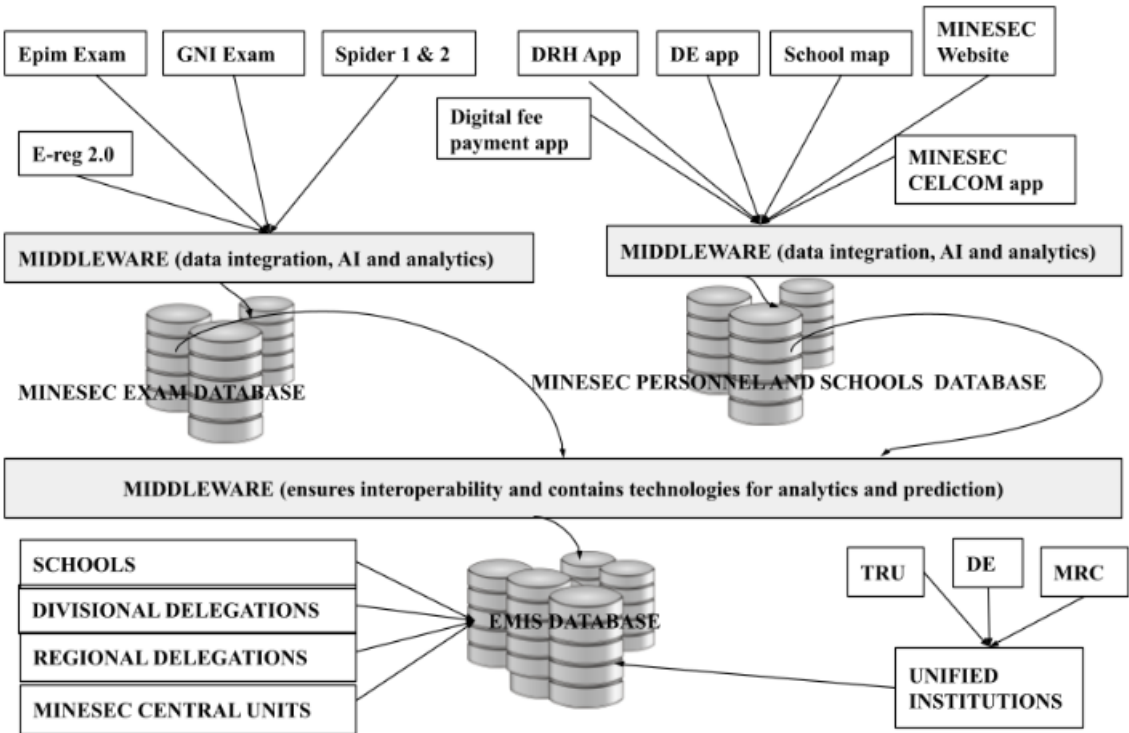 Epim Exam
GNI Exam
Spider 1 & 2
DRH App
DE app
School map
MINESEC
Website
Digital fee
payment app
E-reg 2.0
MINESEC
CELCOM app
MIDDLEWARE (data integration, AI and analytics)
MIDDLEWARE (data integration, AI and analytics)
MINESEC EXAM DATABASE
MINESEC PERSONNEL AND SCHOOLS DATABASE
MIDDLEWARE (ensures interoperability and contains technologies for analytics and prediction)
SCHOOLS
DIVISIONAL DELEGATIONS
REGIONAL DELEGATIONS
MINESEC CENTRAL UNITS
EMIS DATABASE
TRU
DE
MRC
UNIFIED
INSTITUTIONS